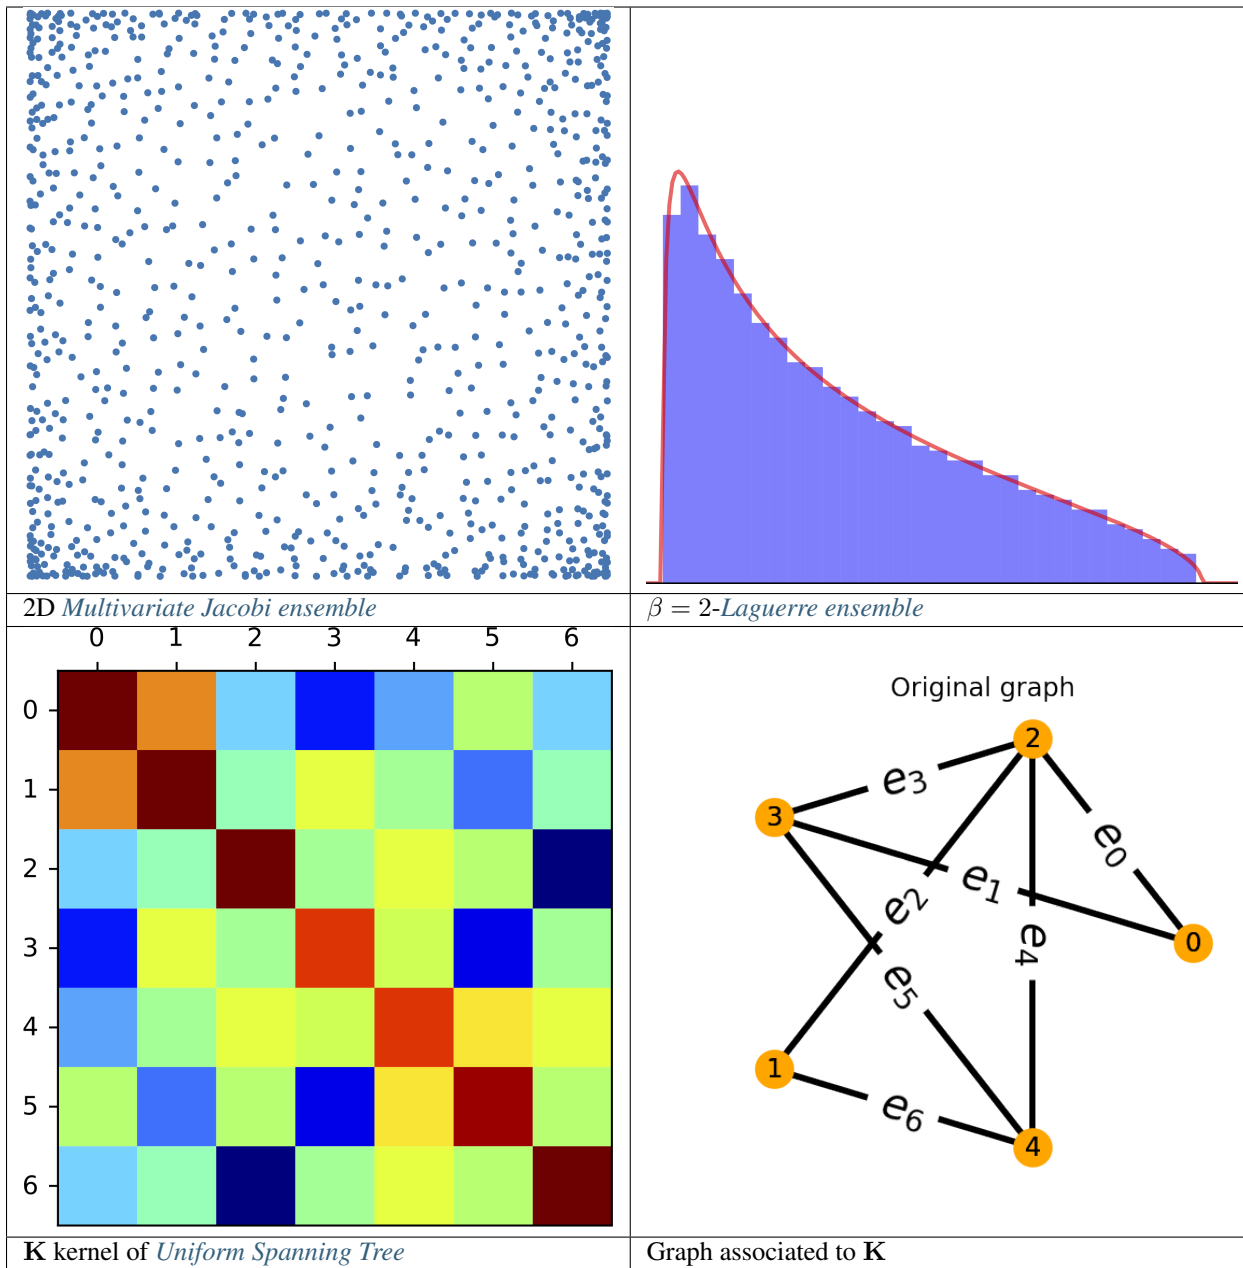 2D Multivariate Jacobi ensemble
β = 2-Laguerre ensemble
0 1 2 3 4 5 6
0
1
2
3
4
5
6
K kernel of Uniform Spanning Tree
Original graph
2
e3
3
e0
e1
e2
0
e4
e5
1
e6
4
Graph associated to K